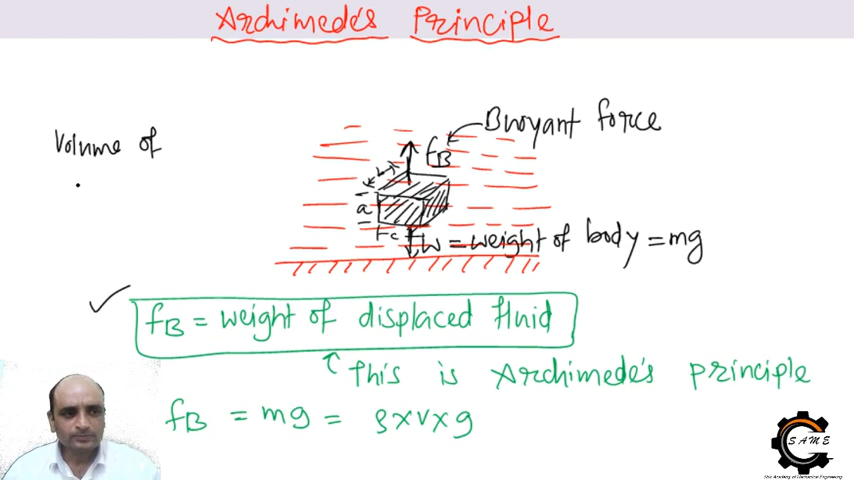 Archimede's Principle
Buoyant force
Volume of
fB
b
a
c
W = weight of body = mg
fB = weight of displaced fluid
This is Archimede's principle
fB = mg = ρ×v×g
SAME